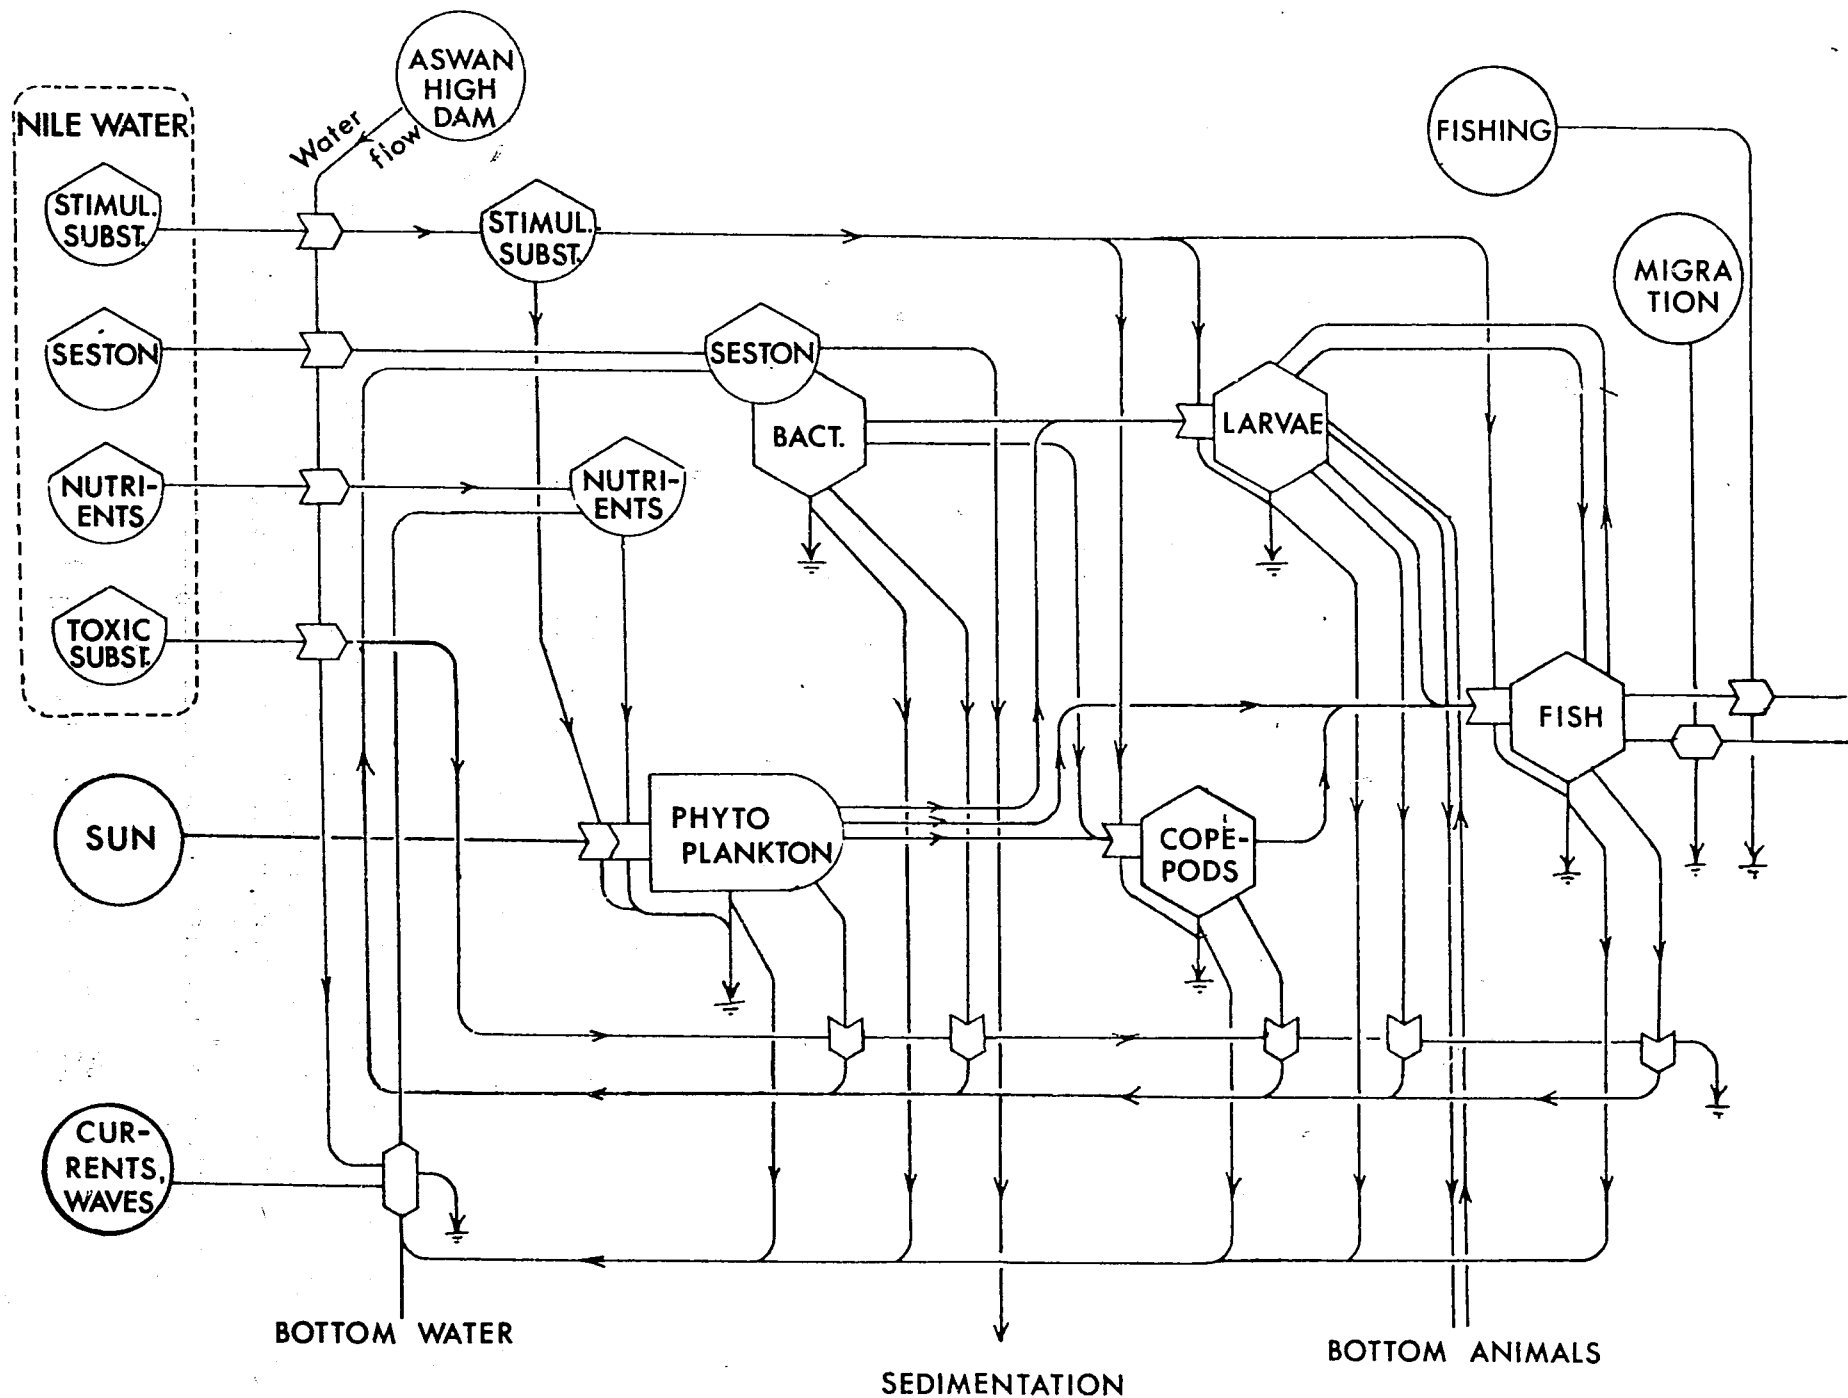 ASWAN
HIGH
DAM
Water
flow
NILE WATER
STIMUL.
SUBST.
SESTON
NUTRI-
ENTS
TOXIC
SUBST.
STIMUL.
SUBST.
SESTON
BACT.
NUTRI-
ENTS
FISHING
MIGRA
TION
LARVAE
FISH
SUN
PHYTO
PLANKTON
COPE-
PODS
CUR-
RENTS,
WAVES
BOTTOM WATER
SEDIMENTATION
BOTTOM ANIMALS